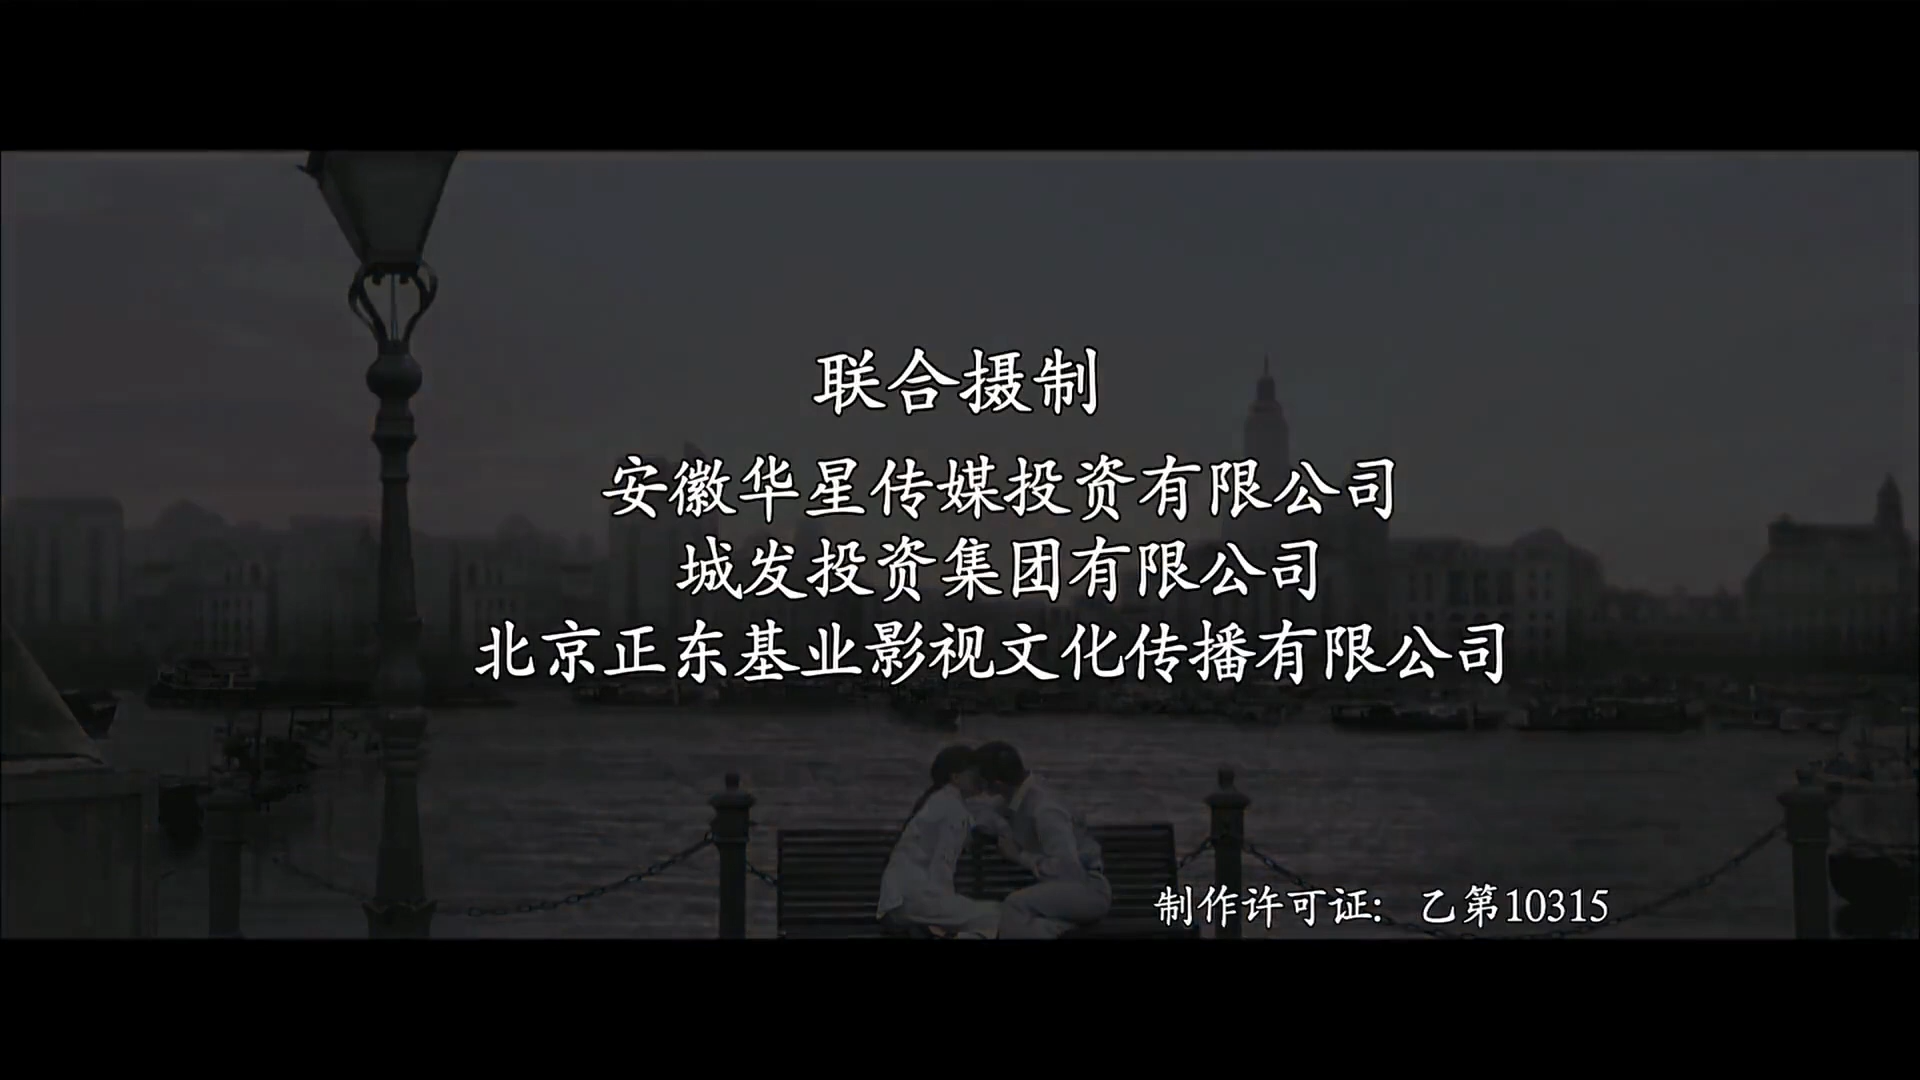 联合摄制
安徽华星传媒投资有限公司
城发投资集团有限公司
北京正东基业影视文化传播有限公司
制作许可证: 乙第10315